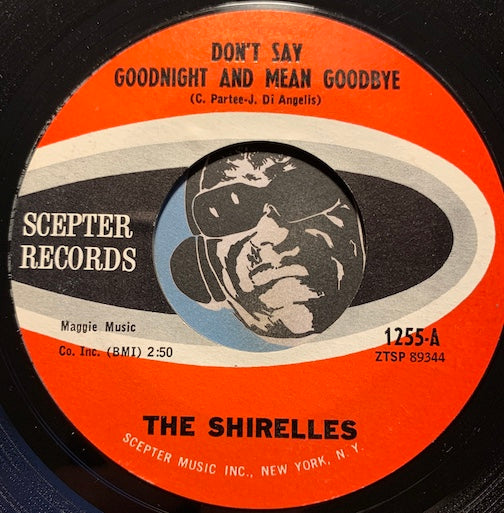 DON'T SAY
GOODNIGHT AND MEAN GOODBYE
(C. Partee-J. Di Angelis)
SCEPTER
RECORDS
Maggie Music
Co. Inc. (BMI) 2:50
1255-A
ZTSP 89344
THE SHIRELLES
SCEPTER MUSIC INC., NEW YORK, N. Y.